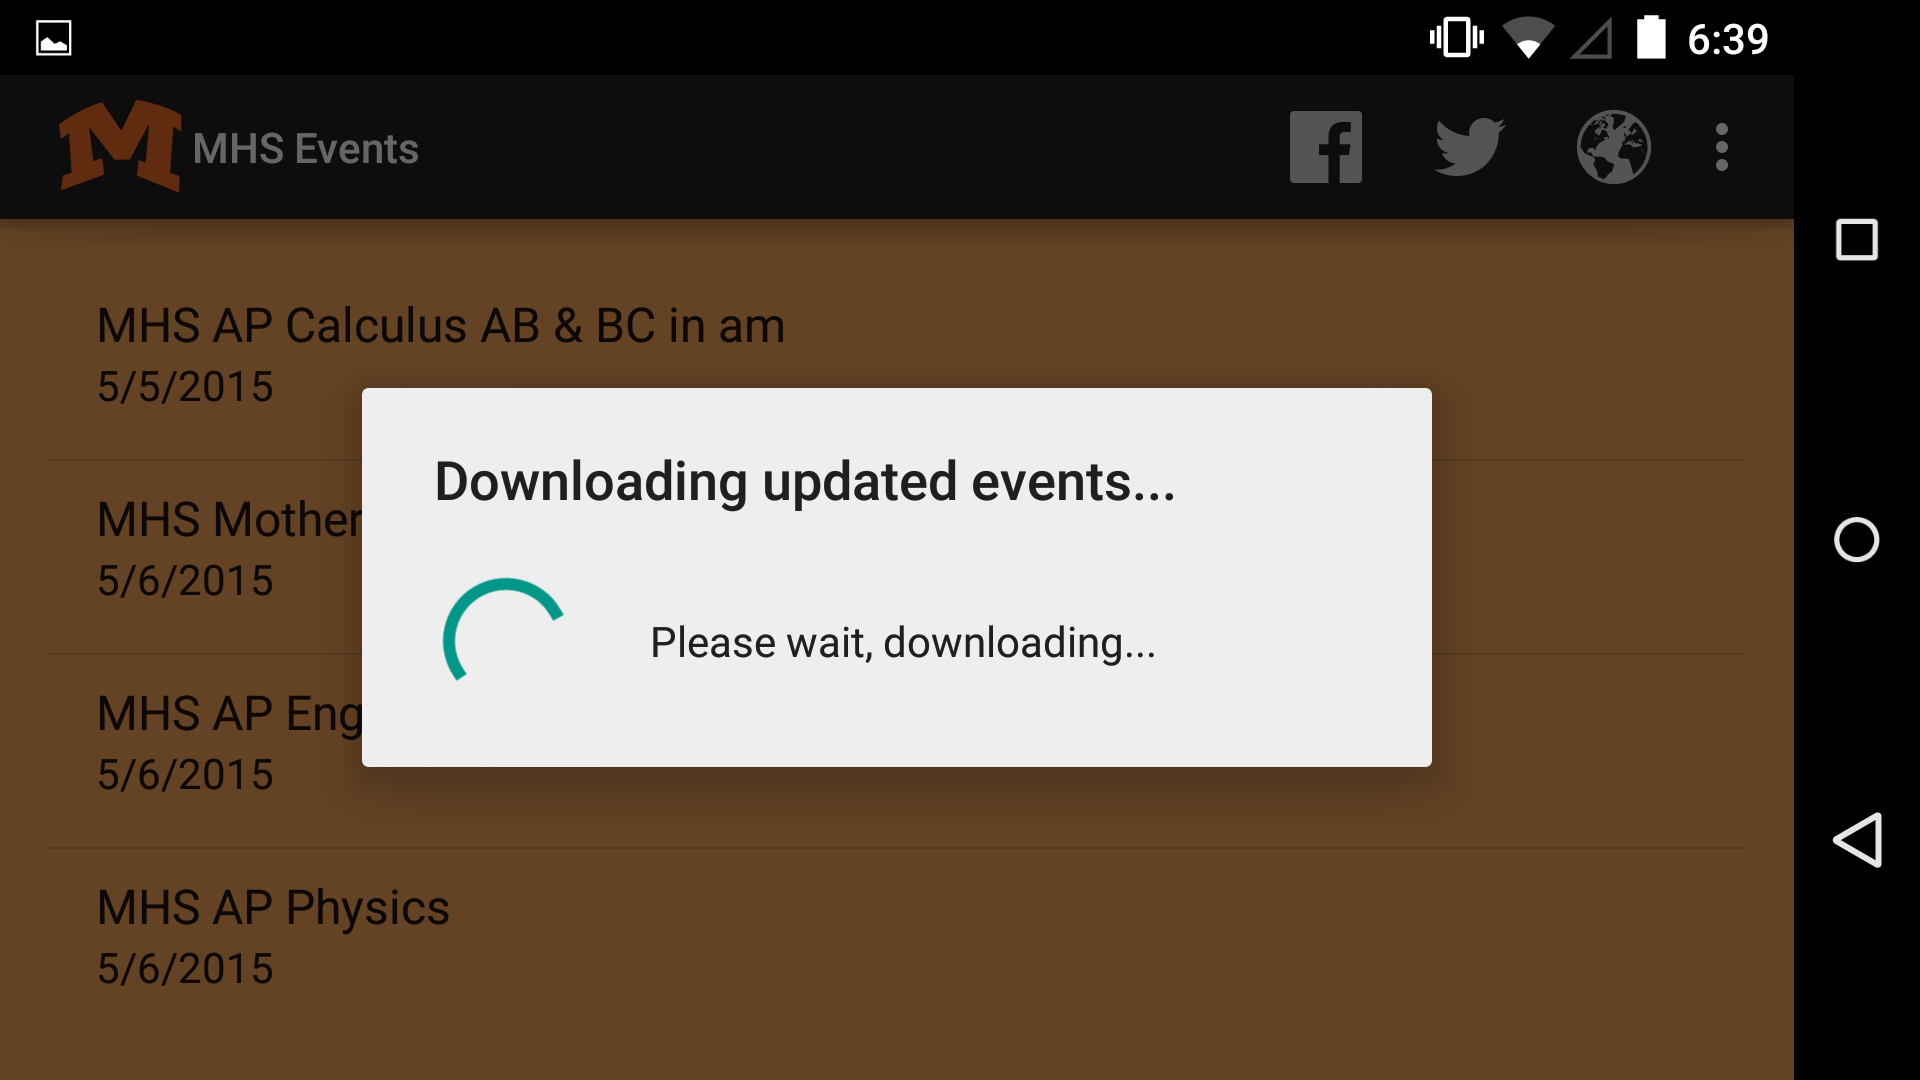 6:39
M MHS Events
MHS AP Calculus AB & BC in am
5/5/2015
MHS Mother
5/6/2015
MHS AP Eng
5/6/2015
MHS AP Physics
5/6/2015
Downloading updated events...
Please wait, downloading...